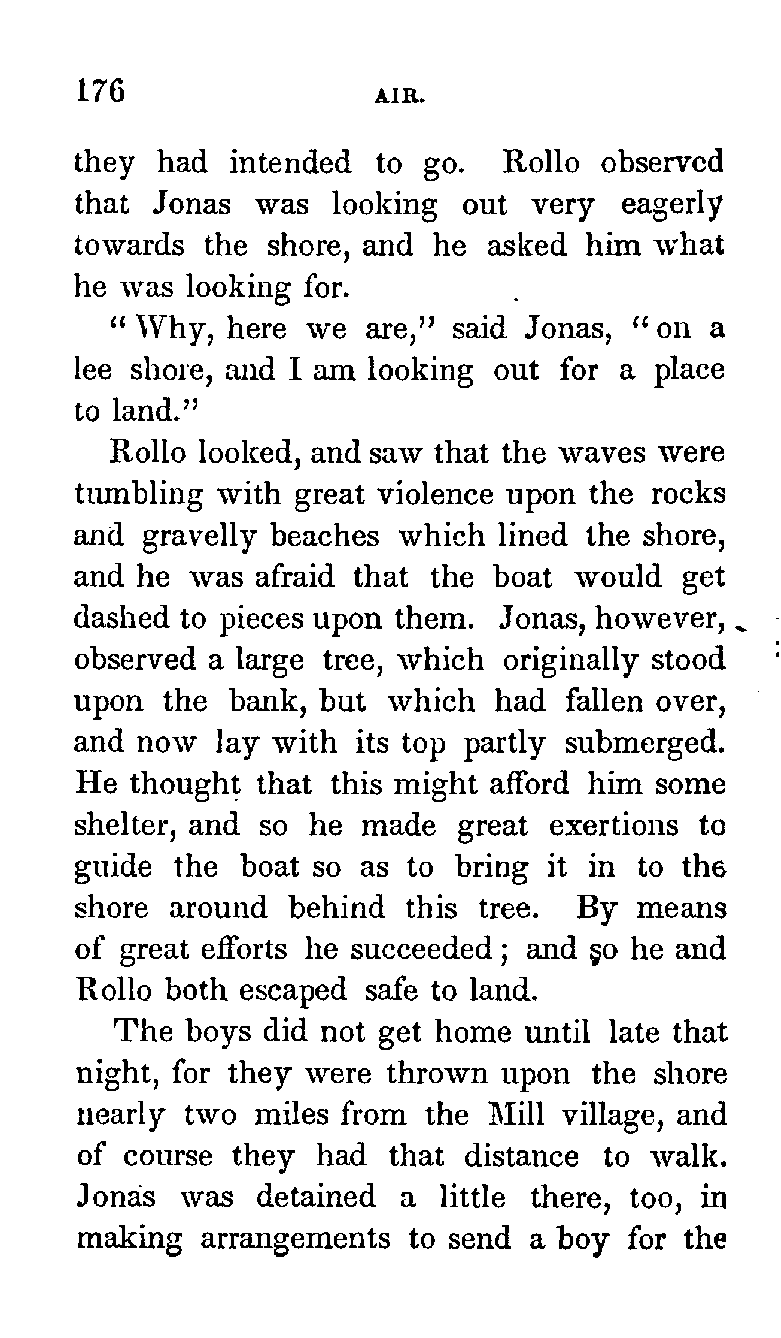 176 AIR.
they had intended to go. Rollo observed
that Jonas was looking out very eagerly
towards the shore, and he asked him what
he was looking for.
“Why, here we are,” said Jonas, “on a
lee shore, and I am looking out for a place
to land.”
Rollo looked, and saw that the waves were
tumbling with great violence upon the rocks
and gravelly beaches which lined the shore,
and he was afraid that the boat would get
dashed to pieces upon them. Jonas, however,
observed a large tree, which originally stood
upon the bank, but which had fallen over,
and now lay with its top partly submerged.
He thought that this might afford him some
shelter, and so he made great exertions to
guide the boat so as to bring it in to the
shore around behind this tree. By means
of great efforts he succeeded; and so he and
Rollo both escaped safe to land.
The boys did not get home until late that
night, for they were thrown upon the shore
nearly two miles from the Mill village, and
of course they had that distance to walk.
Jonas was detained a little there, too, in
making arrangements to send a boy for the